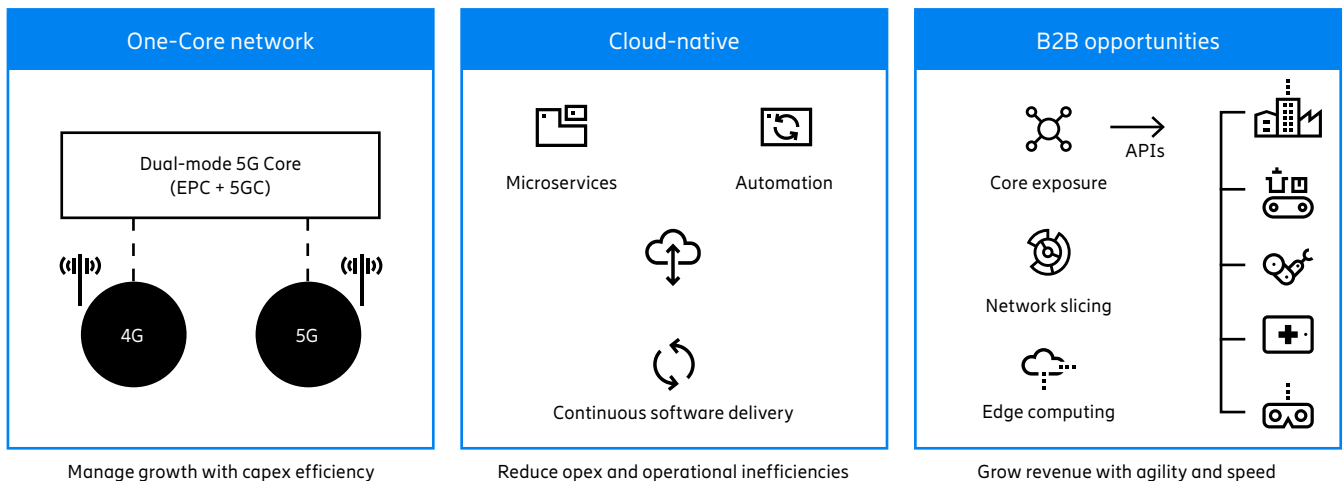 One-Core network
Dual-mode 5G Core
(EPC + 5GC)
4G
5G
Manage growth with capex efficiency
Cloud-native
Microservices
Automation
Continuous software delivery
Reduce opex and operational inefficiencies
B2B opportunities
Core exposure
APIs
Network slicing
Edge computing
Grow revenue with agility and speed